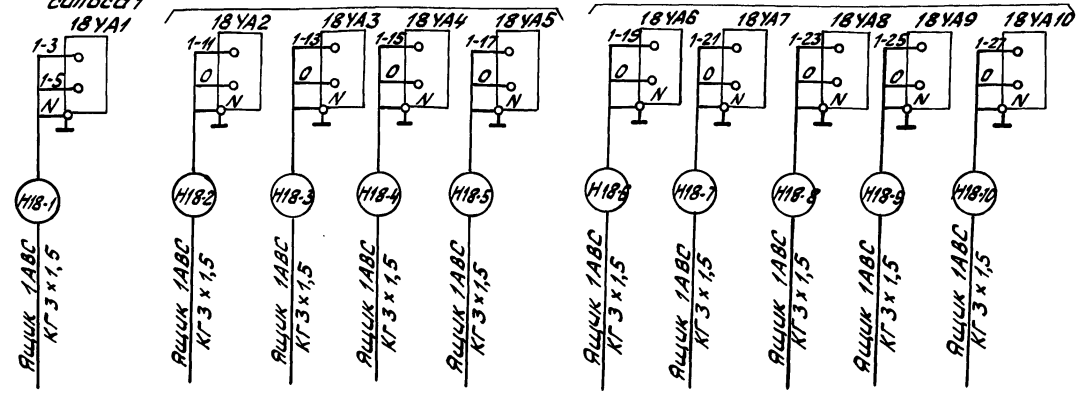 силоса 1
18YA1 18YA2 18YA3 18YA4 18YA5 18YA6 18YA7 18YA8 18YA9 18YA10
1-3 1-11 1-13 1-15 1-17 1-19 1-21 1-23 1-25 1-27
1-5 0 0 0 0 0 0 0 0 0
N N N N N N N N N N
H18-1 H18-2 H18-3 H18-4 H18-5 H18-6 H18-7 H18-8 H18-9 H18-10
Ящик 1АВС
КГ 3×1,5
Ящик 1АВС
КГ 3×1,5
Ящик 1АВС
КГ 3×1,5
Ящик 1АВС
КГ 3×1,5
Ящик 1АВС
КГ 3×1,5
Ящик 1АВС
КГ 3×1,5
Ящик 1АВС
КГ 3×1,5
Ящик 1АВС
КГ 3×1,5
Ящик 1АВС
КГ 3×1,5
Ящик 1АВС
КГ 3×1,5